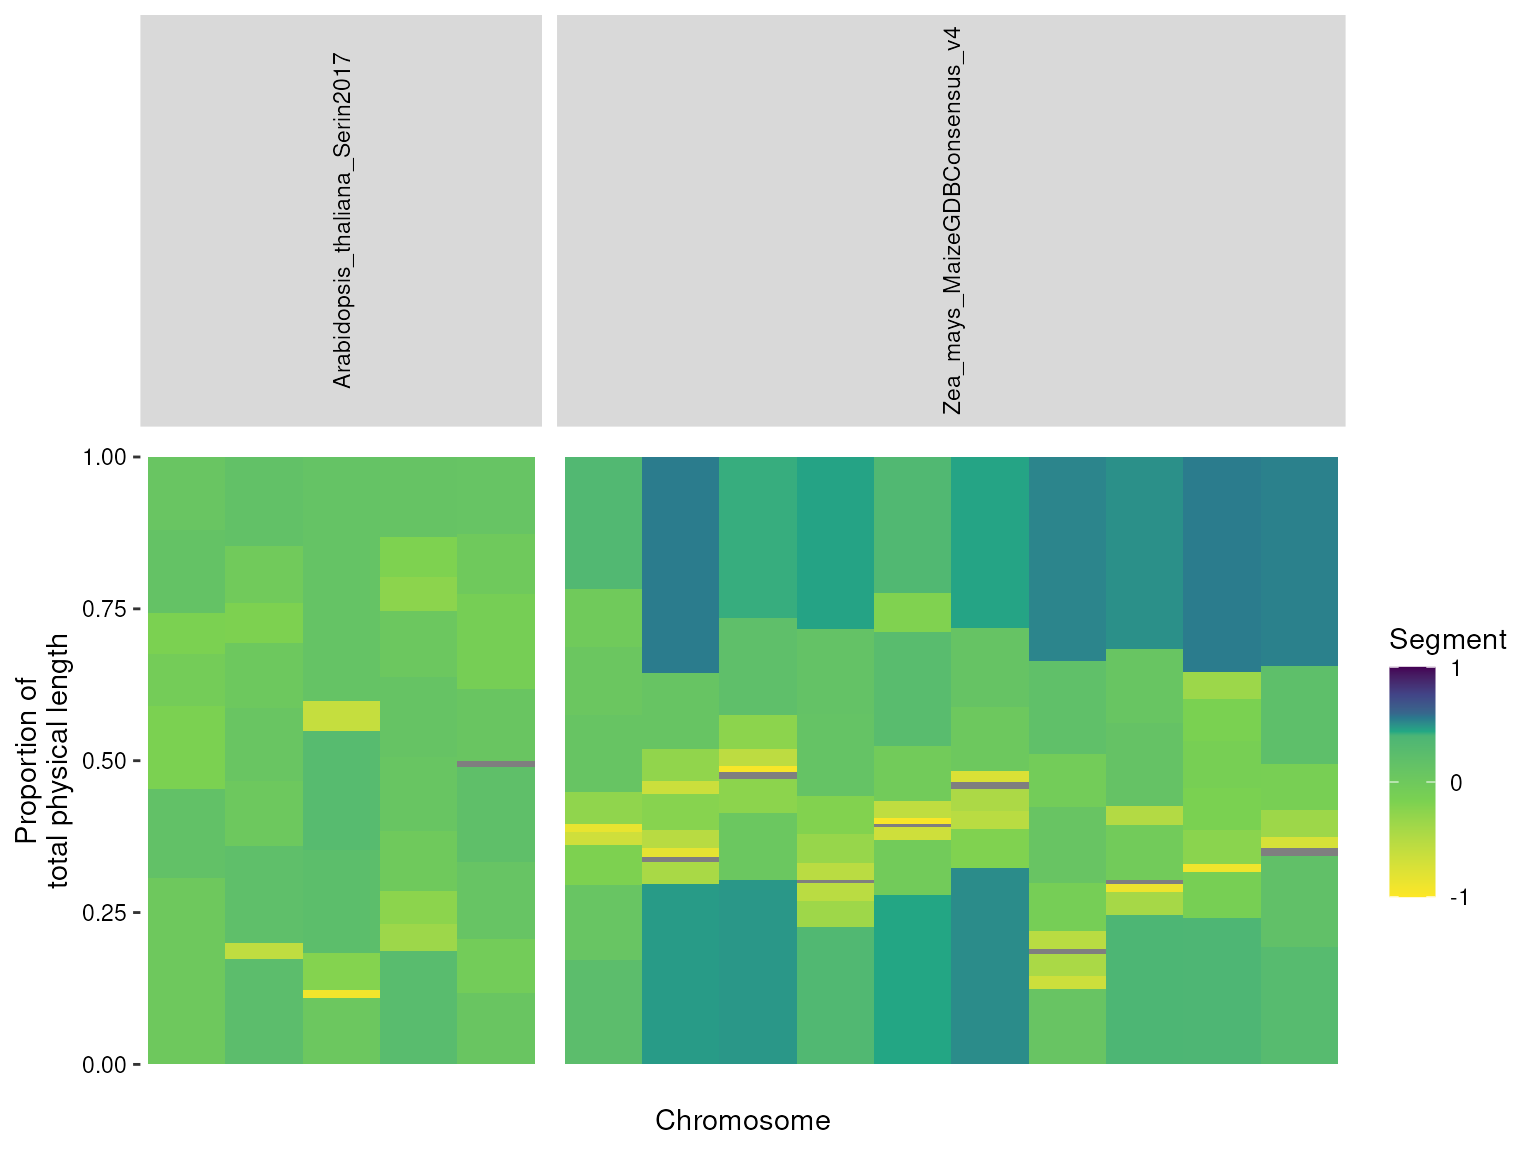 Arabidopsis_thaliana_Serin2017
Zea_mays_MaizeGDBConsensus_v4
1.00
0.75
0.50
0.25
0.00
Proportion of
total physical length
Chromosome
Segment
1
0
-1